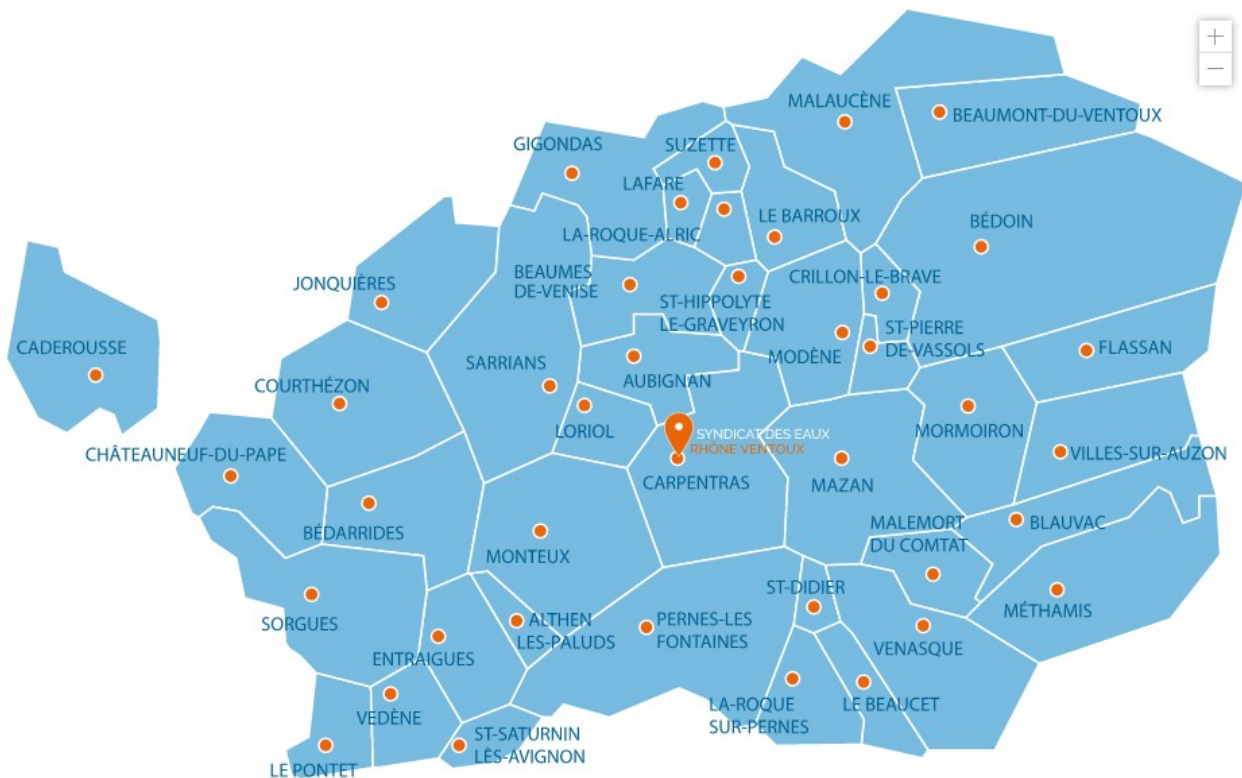 +
−
MALAUCÈNE
BEAUMONT-DU-VENTOUX
GIGONDAS
SUZETTE
LAFARE
LE BARROUX
LA-ROQUE-ALRIC
BÉDOIN
JONQUIÈRES
BEAUMES
DE-VENISE
CRILLON-LE-BRAVE
ST-HIPPOLYTE
LE-GRAVEYRON
CADEROUSSE
SARRIANS
AUBIGNAN
MODÈNE
ST-PIERRE
DE-VASSOLS
FLASSAN
COURTHÉZON
LORIOL
SYNDICAT DES EAUX
RHÔNE VENTOUX
MORMOIRON
CHÂTEAUNEUF-DU-PAPE
CARPENTRAS
MAZAN
VILLES-SUR-AUZON
BÉDARRIDES
MONTEUX
MALEMORT
DU COMTAT
BLAUVAC
SORGUES
ST-DIDIER
MÉTHAMIS
ALTHEN
LES-PALUDS
PERNES-LES
FONTAINES
ENTRAIGUES
VENASQUE
VEDÈNE
LA-ROQUE
SUR-PERNES
LE BEAUCET
ST-SATURNIN
LÈS-AVIGNON
LE PONTET